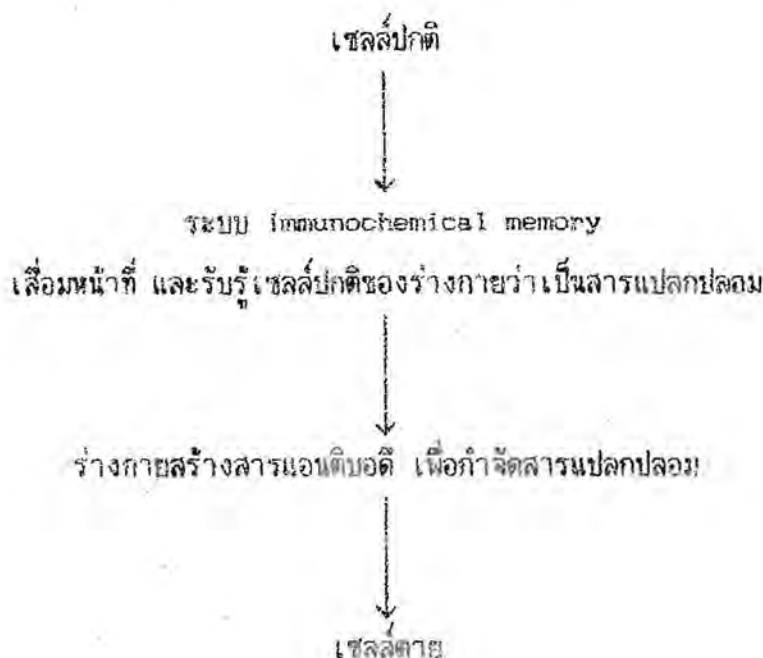 เซลล์ปกติ
ระบบ immunochemical memory
เสื่อมหน้าที่ และรับรู้เซลล์ปกติของร่างกายว่าเป็นสารแปลกปลอม
ร่างกายสร้างสารแอนติบอดี เพื่อกำจัดสารแปลกปลอม
เซลล์ตาย